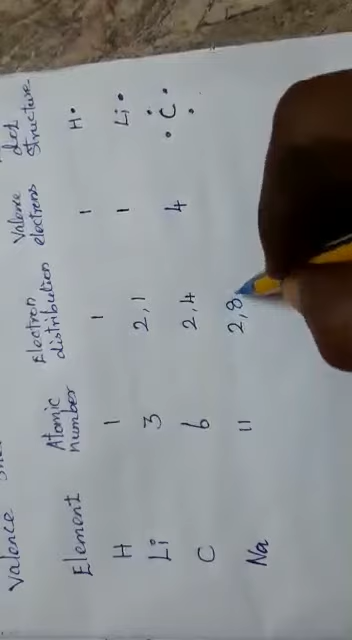 Valence
Element Atomic number Electron distribution Valence electrons Dot structure
H 1 1 1 H•
Li 3 2,1 1 Li•
C 6 2,4 4 C
Na 11 2,8